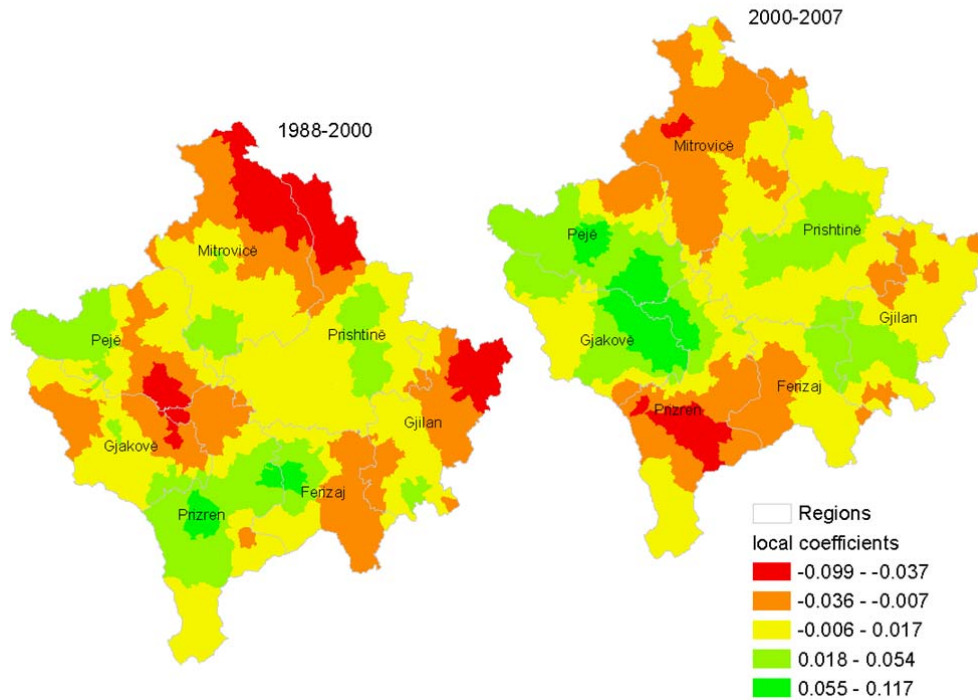 2000-2007
1988-2000
Mitrovicë
Pejë
Prishtinë
Gjilan
Gjakovë
Ferizaj
Prizren
Mitrovicë
Prishtinë
Pejë
Gjilan
Gjakovë
Ferizaj
Prizren
Regions
local coefficients
-0.099 - -0.037
-0.036 - -0.007
-0.006 - 0.017
0.018 - 0.054
0.055 - 0.117